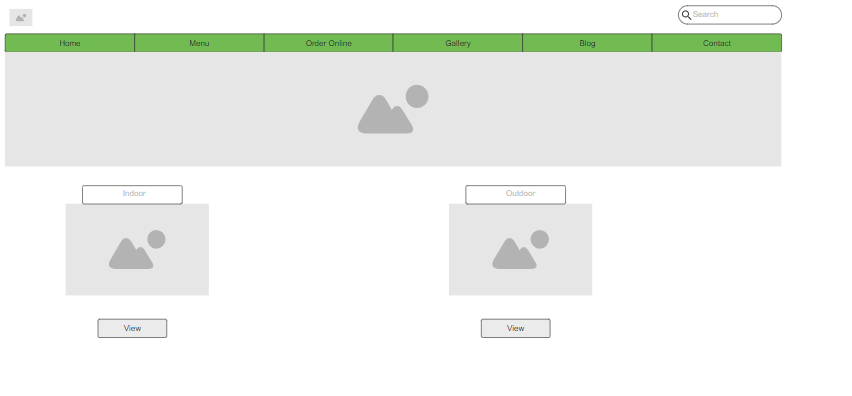 Search
Home Menu Order Online Gallery Blog Contact
Indoor Outdoor
View View